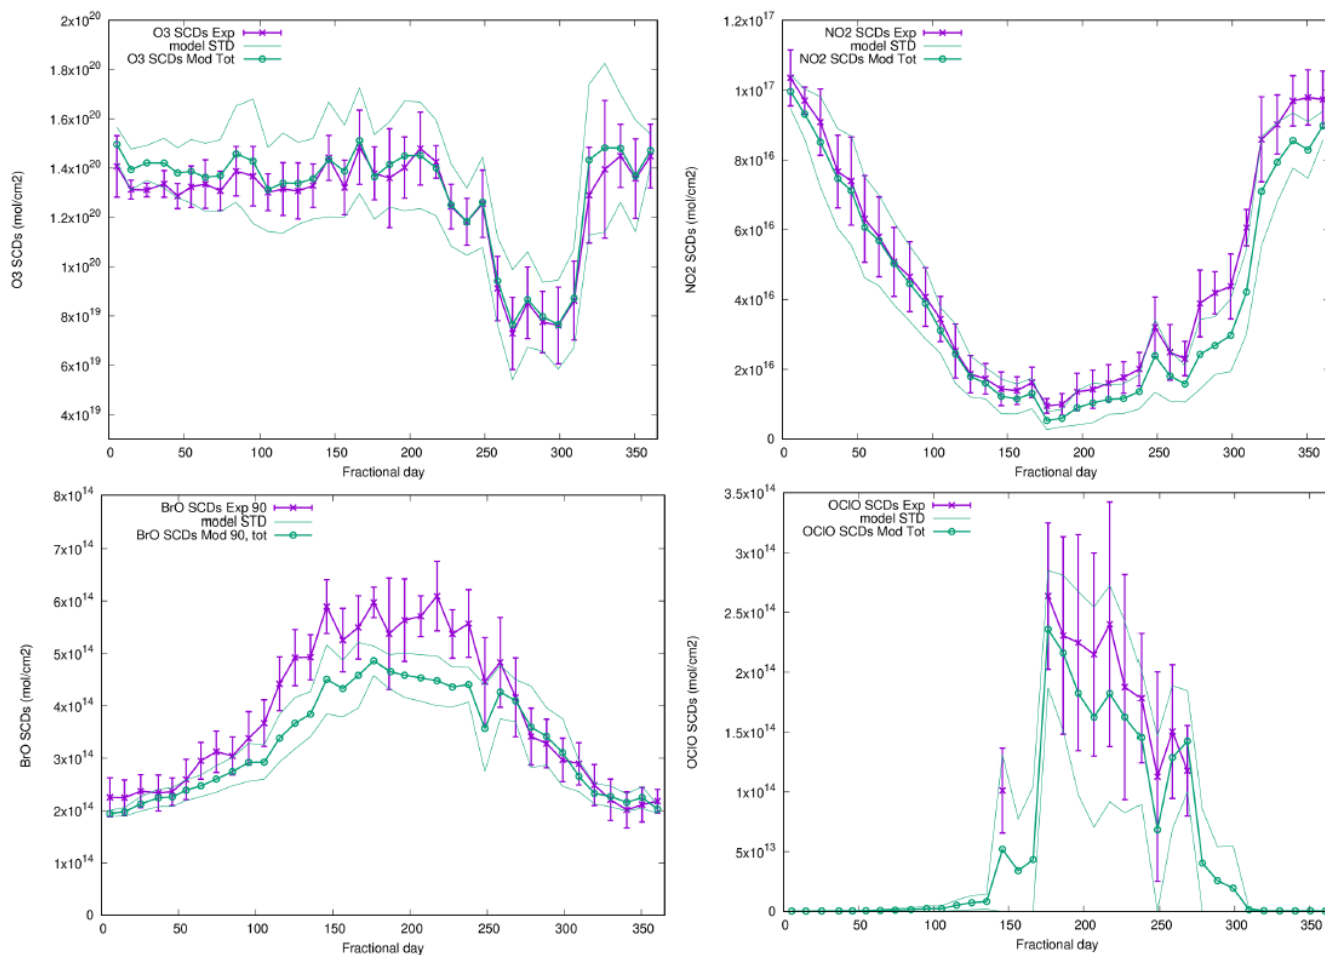 O3 SCDs Exp
model STD
O3 SCDs Mod Tot
2x10^20
1.8x10^20
1.6x10^20
1.4x10^20
1.2x10^20
1x10^20
8x10^19
6x10^19
4x10^19
O3 SCDs (mol/cm2)
0 50 100 150 200 250 300 350
Fractional day
NO2 SCDs Exp
model STD
NO2 SCDs Mod Tot
1.2x10^17
1x10^17
8x10^16
6x10^16
4x10^16
2x10^16
0
NO2 SCDs (mol/cm2)
0 50 100 150 200 250 300 350
Fractional day
BrO SCDs Exp 90
model STD
BrO SCDs Mod 90, tot
8x10^14
7x10^14
6x10^14
5x10^14
4x10^14
3x10^14
2x10^14
1x10^14
0
BrO SCDs (mol/cm2)
0 50 100 150 200 250 300 350
Fractional day
OClO SCDs Exp
model STD
OClO SCDs Mod Tot
3.5x10^14
3x10^14
2.5x10^14
2x10^14
1.5x10^14
1x10^14
5x10^13
0
OClO SCDs (mol/cm2)
0 50 100 150 200 250 300 350
Fractional day